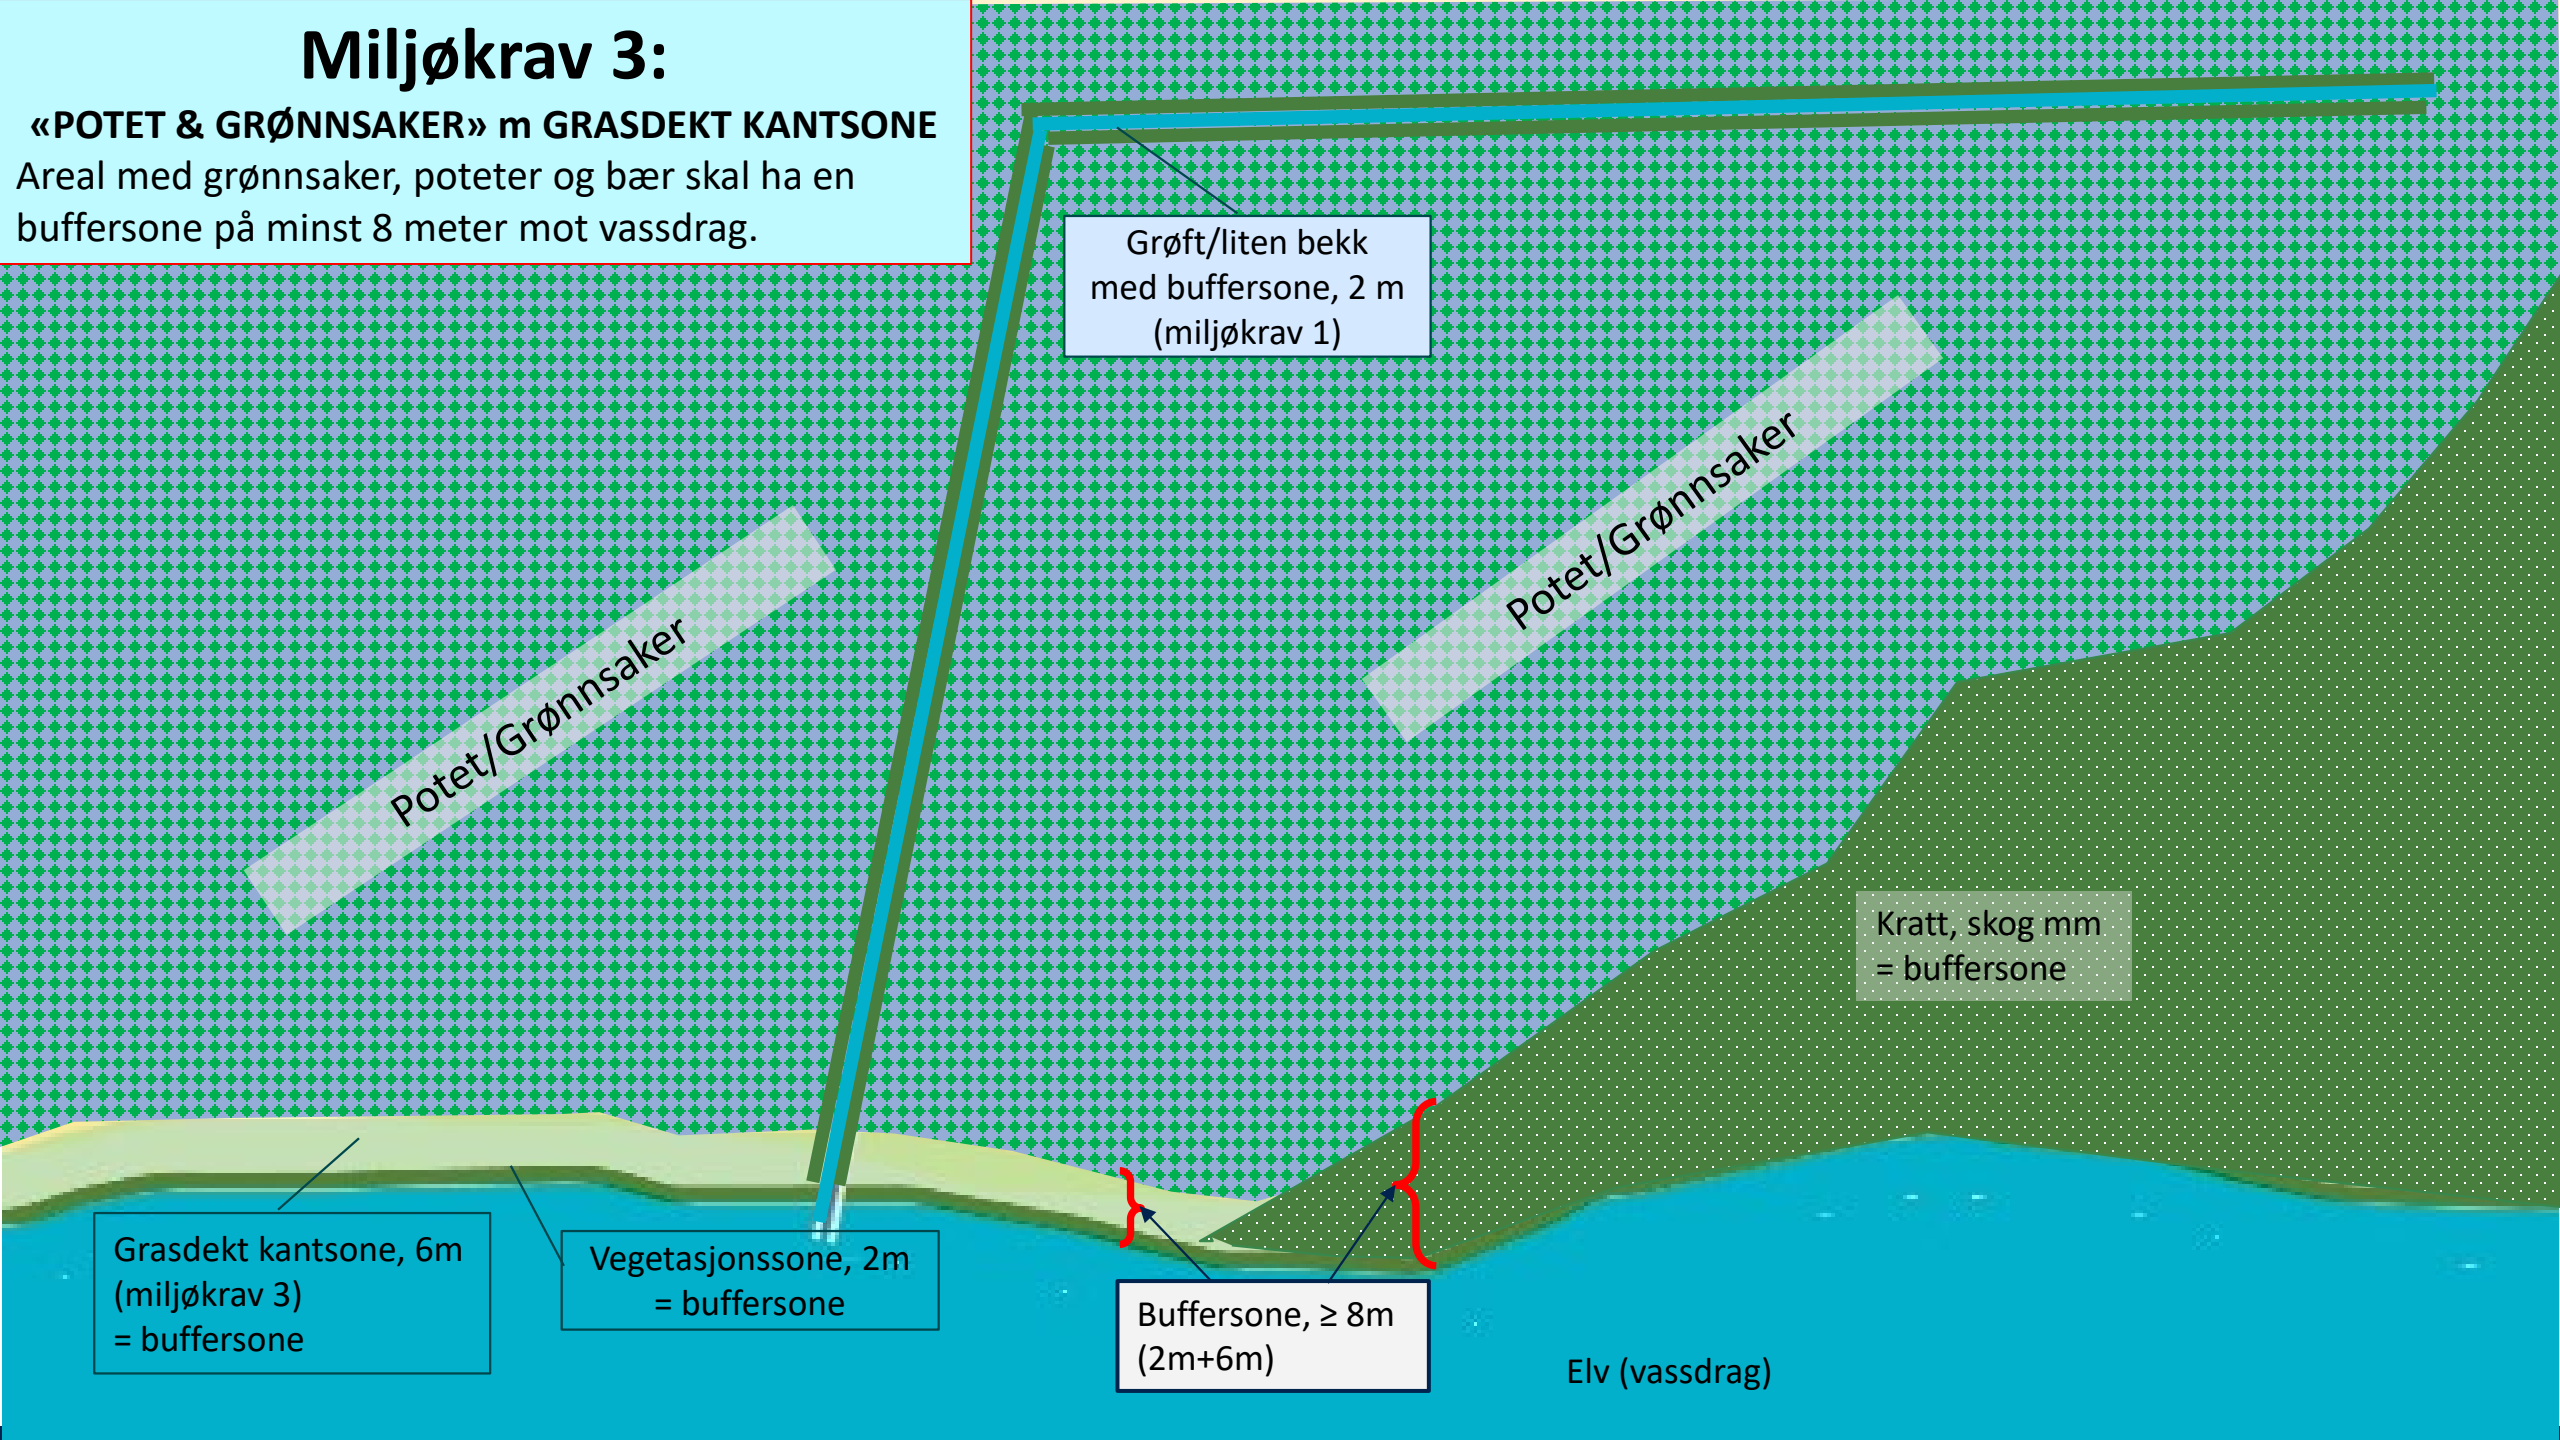 Miljøkrav 3:
«POTET & GRØNNSAKER» m GRASDEKT KANTSONE
Areal med grønnsaker, poteter og bær skal ha en
buffersone på minst 8 meter mot vassdrag.
Grøft/liten bekk
med buffersone, 2 m
(miljøkrav 1)
Potet/Grønnsaker
Potet/Grønnsaker
Kratt, skog mm
= buffersone
Grasdekt kantsone, 6m
(miljøkrav 3)
= buffersone
Vegetasjonssone, 2m
= buffersone
Buffersone, ≥ 8m
(2m+6m)
Elv (vassdrag)